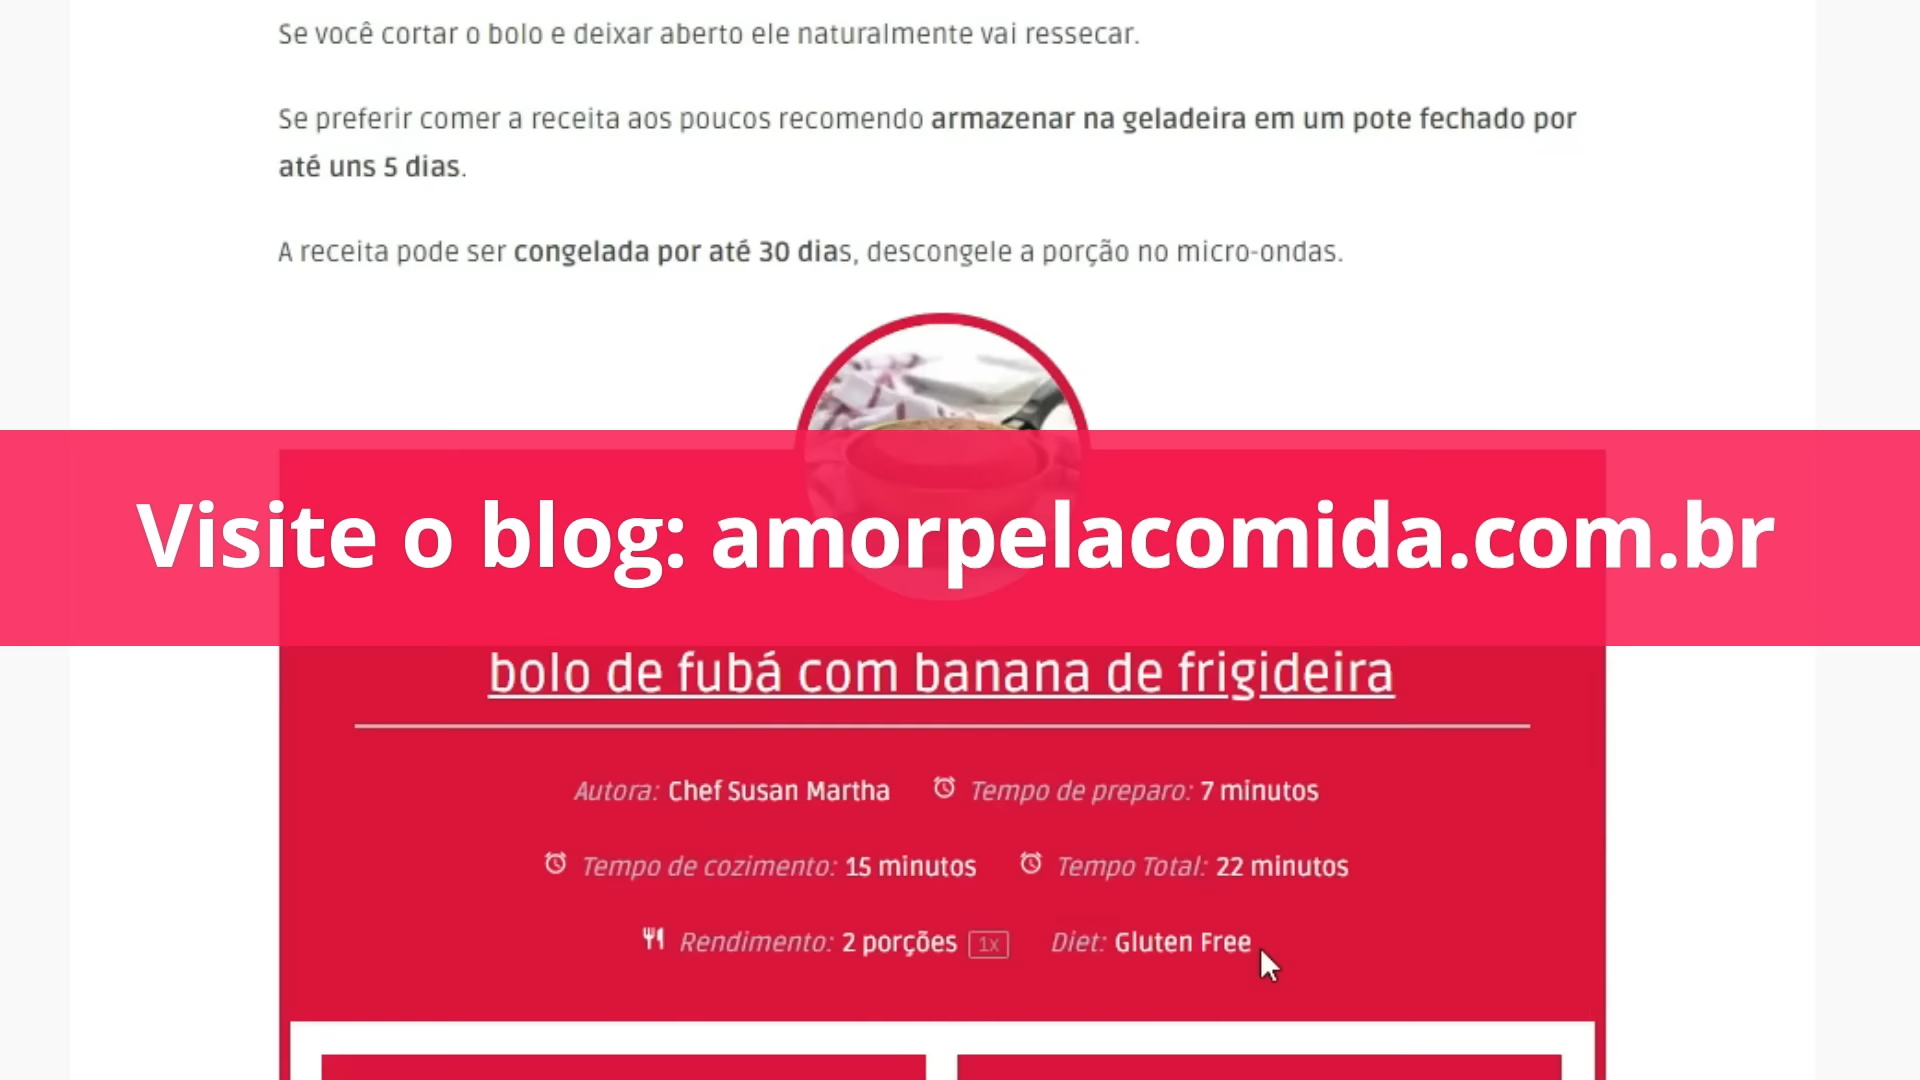 Se você cortar o bolo e deixar aberto ele naturalmente vai ressecar.
Se preferir comer a receita aos poucos recomendo armazenar na geladeira em um pote fechado por
até uns 5 dias.
A receita pode ser congelada por até 30 dias, descongele a porção no micro-ondas.
Visite o blog: amorpelacomida.com.br
bolo de fubá com banana de frigideira
Autora: Chef Susan Martha Tempo de preparo: 7 minutos
Tempo de cozimento: 15 minutos Tempo Total: 22 minutos
Rendimento: 2 porções 1x Diet: Gluten Free